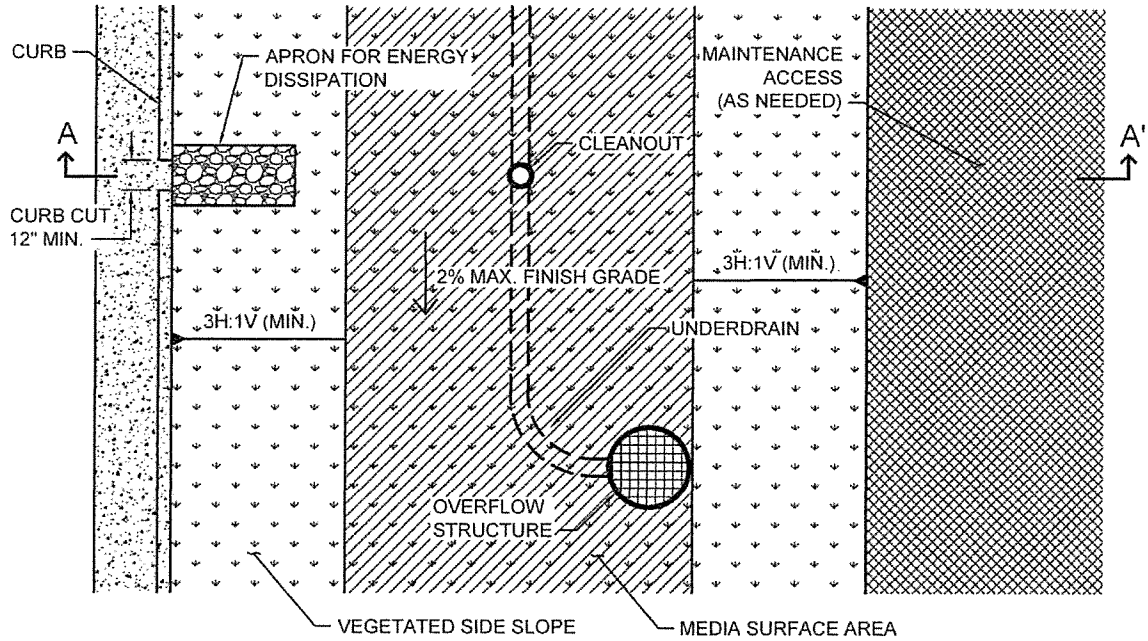 CURB
APRON FOR ENERGY
DISSIPATION
MAINTENANCE
ACCESS
(AS NEEDED)
A
A'
CLEANOUT
CURB CUT
12" MIN.
2% MAX. FINISH GRADE
3H:1V (MIN.)
3H:1V (MIN.)
UNDERDRAIN
OVERFLOW
STRUCTURE
VEGETATED SIDE SLOPE
MEDIA SURFACE AREA